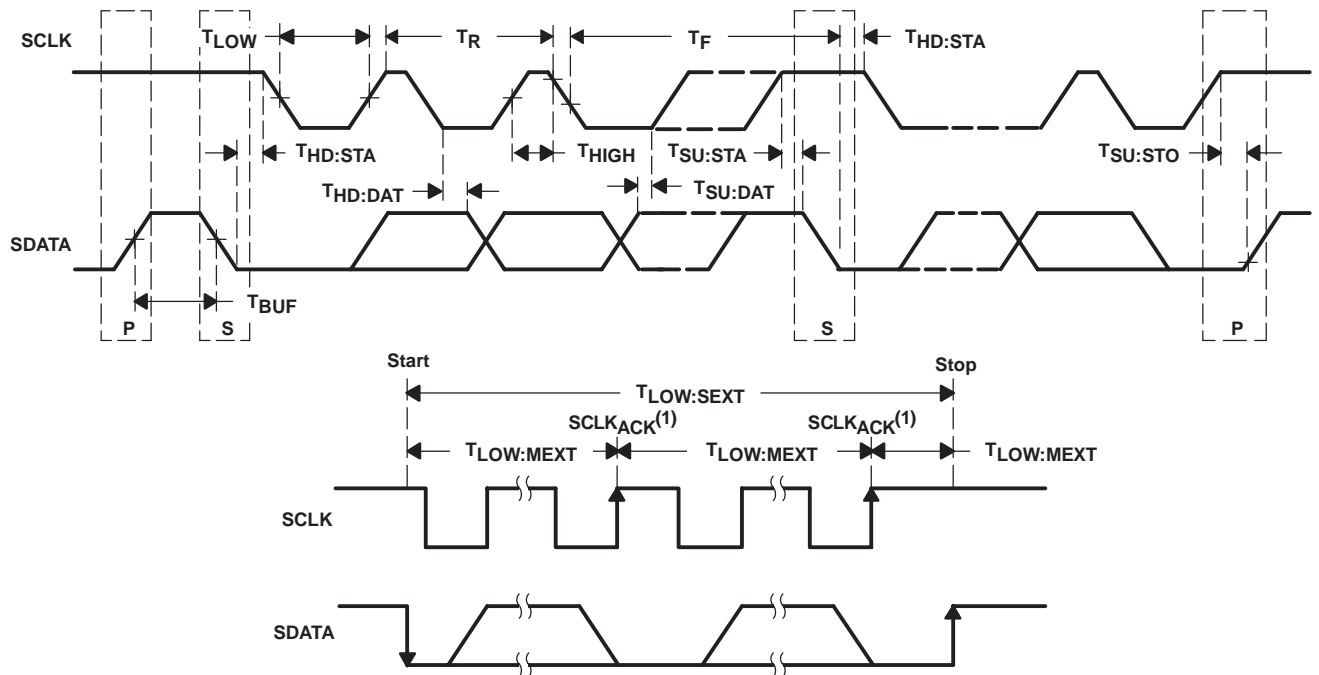 SCLK
TLOW
TR
TF
THD:STA
THD:STA
THIGH
TSU:STA
TSU:STO
THD:DAT
TSU:DAT
SDATA
TBUF
P
S
S
P
Start
Stop
TLOW:SEXT
SCLKACK(1)
SCLKACK(1)
TLOW:MEXT
TLOW:MEXT
TLOW:MEXT
SCLK
SDATA